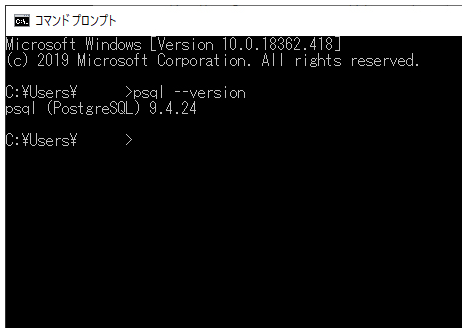 コマンド プロンプト
Microsoft Windows [Version 10.0.18362.418]
(c) 2019 Microsoft Corporation. All rights reserved.
C:¥Users¥      >psql --version
psql (PostgreSQL) 9.4.24
C:¥Users¥      >